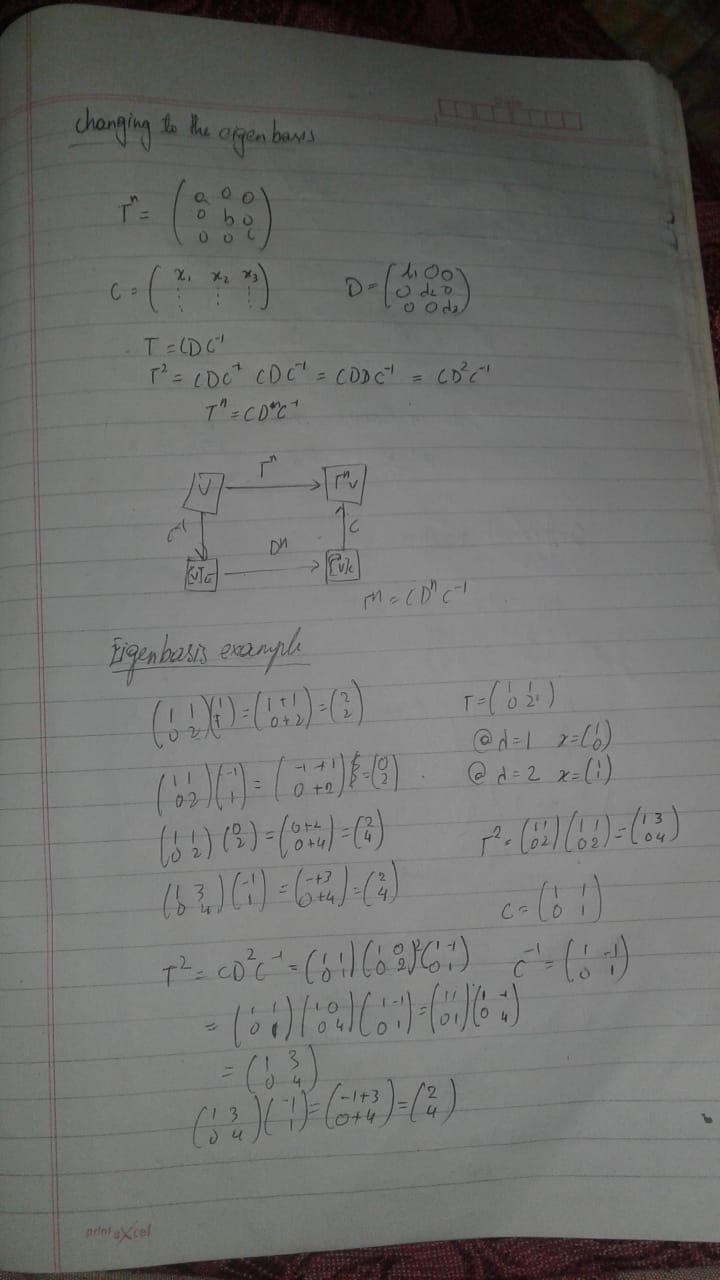 changing to the eigenbasis
Tⁿ = (a 0 0; 0 b 0; 0 0 c)
C = (x₁ x₂ x₃; ⋮ ⋮ ⋮) D = (d₁ 0 0; 0 d₂ 0; 0 0 d₃)
T = CDC⁻¹
T² = CDC⁻¹ CDC⁻¹ = CDDC⁻¹ = CD²C⁻¹
Tⁿ = CDⁿC⁻¹
V Tⁿ Tⁿv
C⁻¹ C
[v]c Dⁿ
Tⁿ = CDⁿC⁻¹
Eigenbasis example
(1 1; 0 2)(1; 1) = (1+1; 0+2) = (2; 2) T = (1 1; 0 2)
@ d=1 x = (1; 0)
(1 1; 0 2)(-1; 1) = (-1+1; 0+2) = (0; 2) @ d=2 x = (1; 1)
(1 1; 0 2)(0; 2) = (0+2; 0+4) = (2; 4) T² = (1 1; 0 2)(1 1; 0 2) = (1 3; 0 4)
(1 3; 0 4)(-1; 1) = (-+3; 0+4) = (2; 4) C = (1 1; 0 1)
T² = CD²C⁻¹ = (1 1; 0 1)(1 0; 0 2)²(1 -1; 0 1) C⁻¹ = (1 -1; 0 1)
= (1 1; 0 1)(1 0; 0 4)(1 -1; 0 1) = (1 1; 0 1)(1 -1; 0 4)
= (1 3; 0 4)
(1 3; 0 4)(-1; 1) = (-1+3; 0+4) = (2; 4)